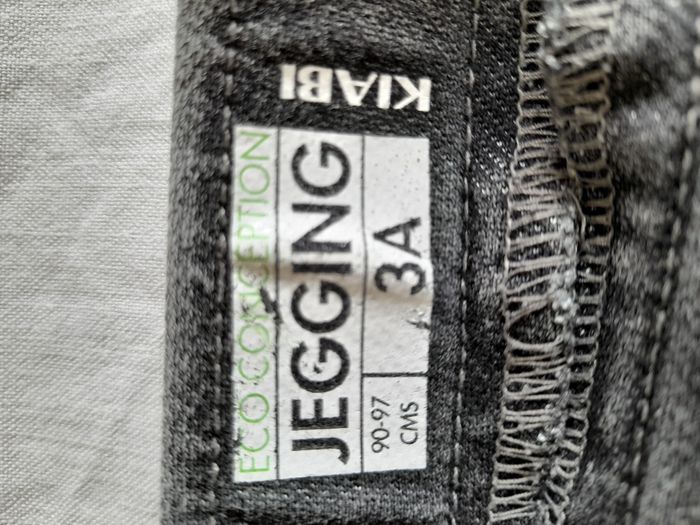 KIABI
ECO CONCEPTION
JEGGING
90-97
CMS
3A